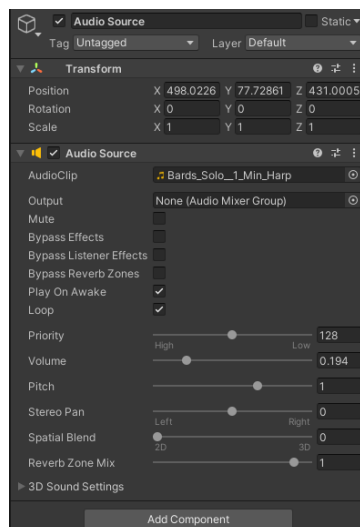 Audio Source Static
Tag Untagged Layer Default
Transform
Position X 498.0226 Y 77.72861 Z 431.0005
Rotation X 0 Y 0 Z 0
Scale X 1 Y 1 Z 1
Audio Source
AudioClip Bards_Solo__1_Min_Harp
Output None (Audio Mixer Group)
Mute
Bypass Effects
Bypass Listener Effects
Bypass Reverb Zones
Play On Awake
Loop
Priority 128
High Low
Volume 0.194
Pitch 1
Stereo Pan 0
Left Right
Spatial Blend 0
2D 3D
Reverb Zone Mix 1
3D Sound Settings
Add Component